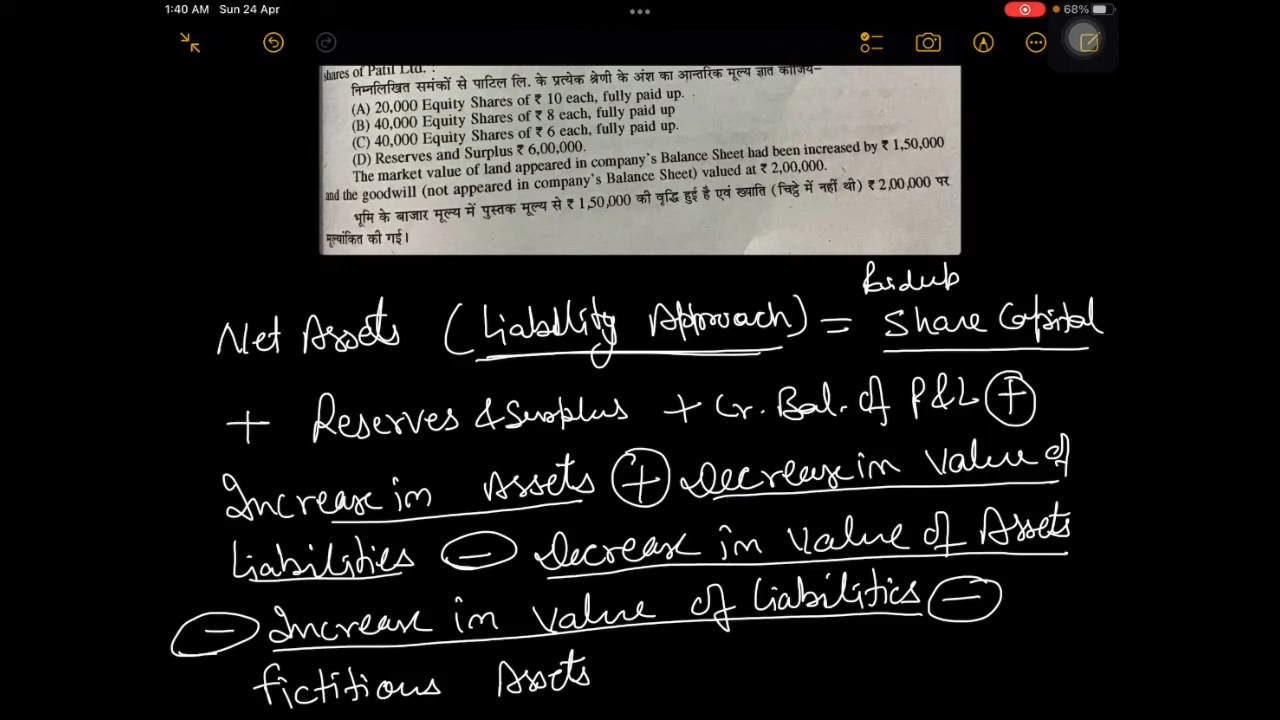 1:40 AM Sun 24 Apr
68%
shares of Patil Ltd. :
निम्नलिखित समंकों से पाटिल लि. के प्रत्येक श्रेणी के अंश का आन्तरिक मूल्य ज्ञात कीजिये–
(A) 20,000 Equity Shares of ₹ 10 each, fully paid up.
(B) 40,000 Equity Shares of ₹ 8 each, fully paid up
(C) 40,000 Equity Shares of ₹ 6 each, fully paid up.
(D) Reserves and Surplus ₹ 6,00,000.
The market value of land appeared in company's Balance Sheet had been increased by ₹ 1,50,000
and the goodwill (not appeared in company's Balance Sheet) valued at ₹ 2,00,000.
भूमि के बाजार मूल्य में पुस्तक मूल्य से ₹ 1,50,000 की वृद्धि हुई है एवं ख्याति (चिट्ठे में नहीं थी) ₹ 2,00,000 पर
मूल्यांकित की गई।
Net Assets (Liability Approach) = Share Capital
+ Reserves & Surplus + Cr. Bal. of P&L +
Increase in Assets + Decrease in Value of
Liabilities - Decrease in value of Assets
- Increase in value of liabilities -
fictitious Assets